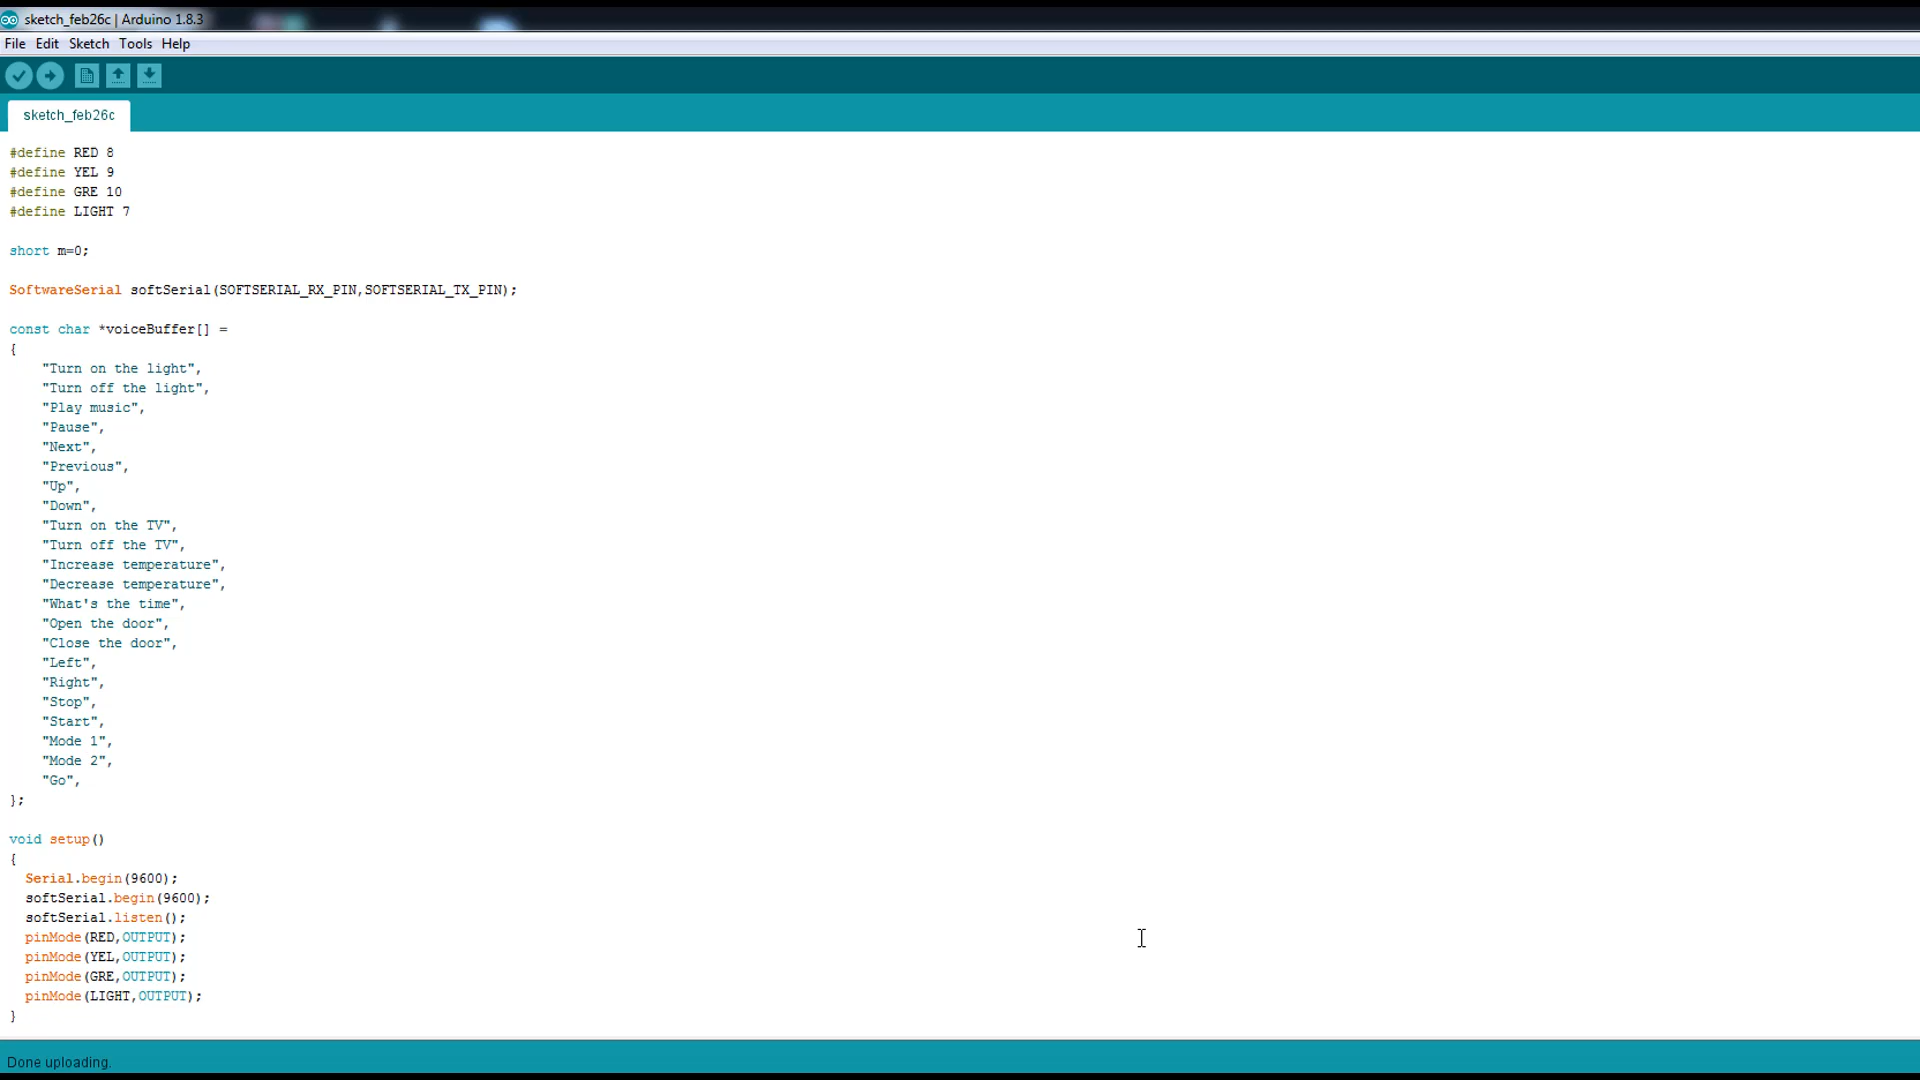 sketch_feb26c | Arduino 1.8.3
File Edit Sketch Tools Help
sketch_feb26c
#define RED 8
#define YEL 9
#define GRE 10
#define LIGHT 7
short m=0;
SoftwareSerial softSerial(SOFTSERIAL_RX_PIN,SOFTSERIAL_TX_PIN);
const char *voiceBuffer[] =
{
"Turn on the light",
"Turn off the light",
"Play music",
"Pause",
"Next",
"Previous",
"Up",
"Down",
"Turn on the TV",
"Turn off the TV",
"Increase temperature",
"Decrease temperature",
"What's the time",
"Open the door",
"Close the door",
"Left",
"Right",
"Stop",
"Start",
"Mode 1",
"Mode 2",
"Go",
};
void setup()
{
Serial.begin(9600);
softSerial.begin(9600);
softSerial.listen();
pinMode(RED,OUTPUT);
pinMode(YEL,OUTPUT);
pinMode(GRE,OUTPUT);
pinMode(LIGHT,OUTPUT);
}
Done uploading.